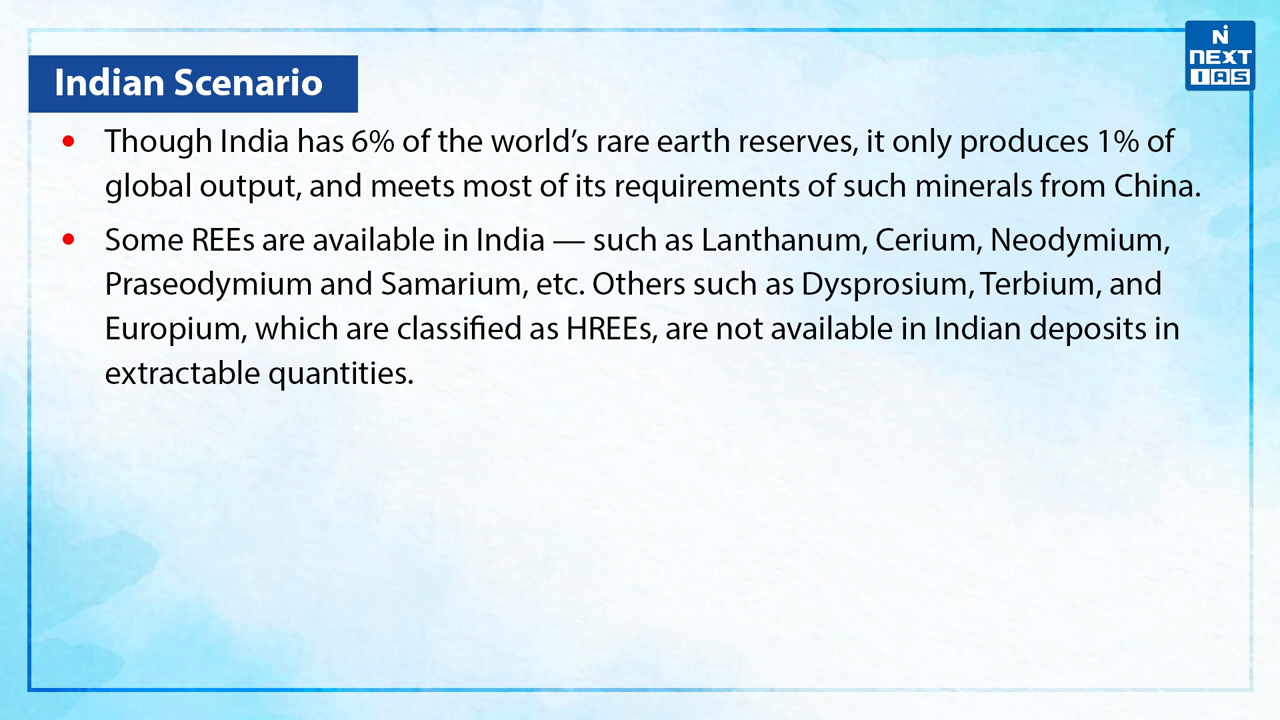 NEXT
IAS
Indian Scenario
• Though India has 6% of the world’s rare earth reserves, it only produces 1% of
global output, and meets most of its requirements of such minerals from China.
• Some REEs are available in India — such as Lanthanum, Cerium, Neodymium,
Praseodymium and Samarium, etc. Others such as Dysprosium, Terbium, and
Europium, which are classified as HREEs, are not available in Indian deposits in
extractable quantities.